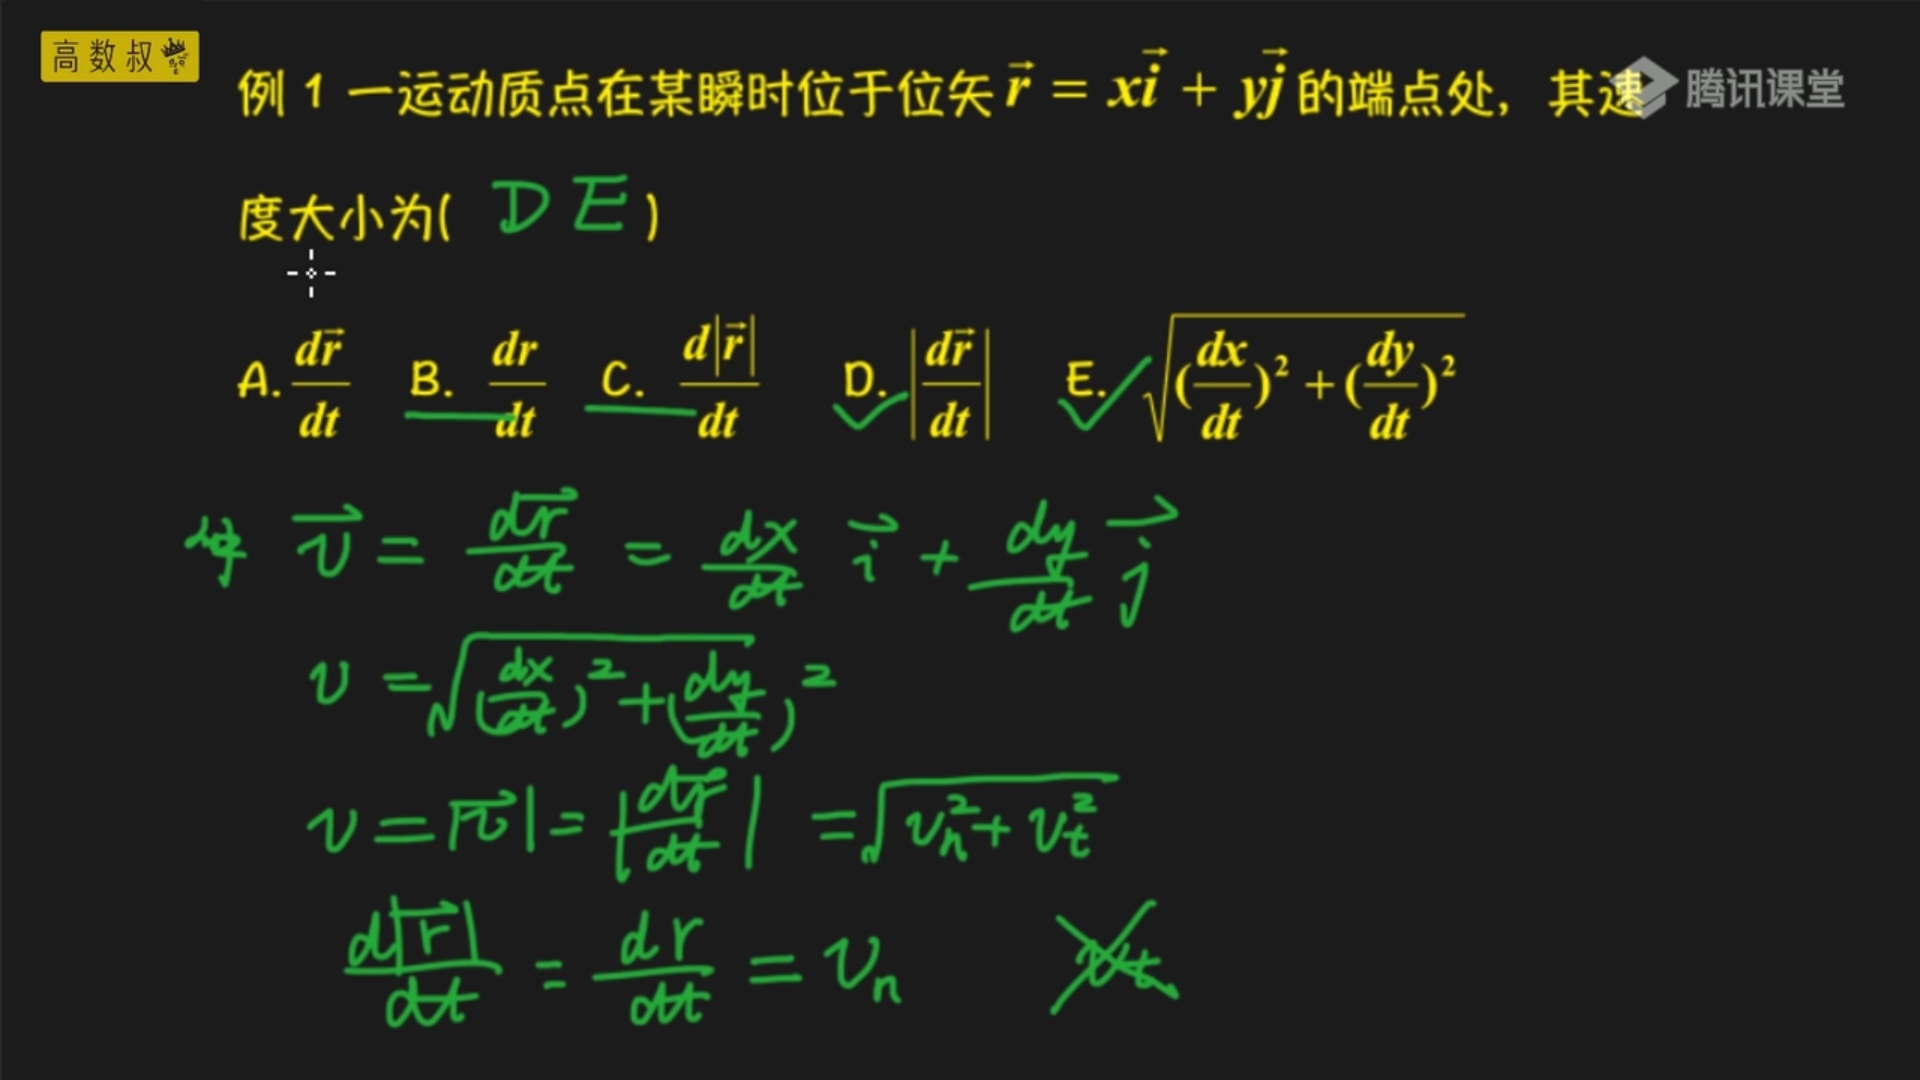 高数叔
腾讯课堂
例 1 一运动质点在某瞬时位于位矢 \vec{r} = x\vec{i} + y\vec{j} 的端点处, 其速
度大小为( D E )
A. \frac{d\vec{r}}{dt} B. \frac{dr}{dt} C. \frac{d|\vec{r}|}{dt} D. \left|\frac{d\vec{r}}{dt}\right| E. \sqrt{(\frac{dx}{dt})^2 + (\frac{dy}{dt})^2}
\vec{v} = \frac{d\vec{r}}{dt} = \frac{dx}{dt} \vec{i} + \frac{dy}{dt} \vec{j}
v = \sqrt{(\frac{dx}{dt})^2 + (\frac{dy}{dt})^2}
v = |\vec{v}| = \left|\frac{d\vec{r}}{dt}\right| = \sqrt{v_n^2 + v_t^2}
\frac{d|\vec{r}|}{dt} = \frac{dr}{dt} = v_n v_t